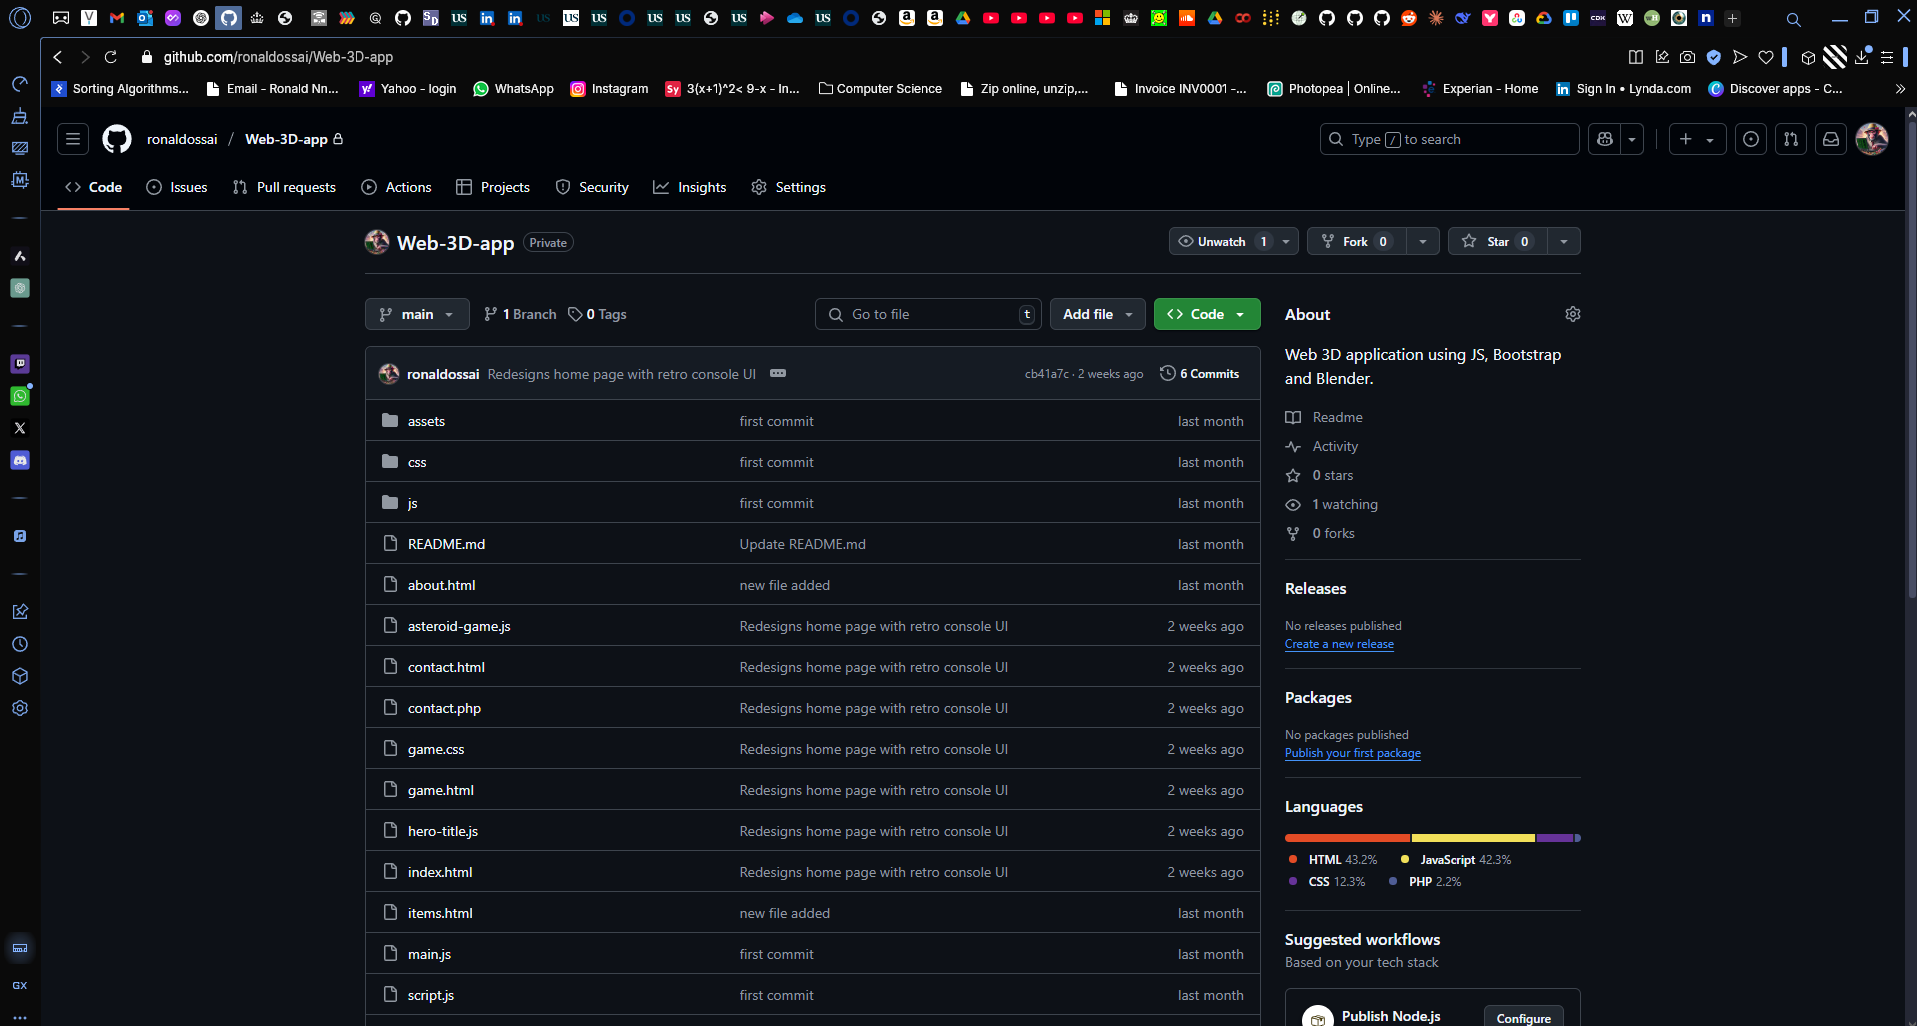 github.com/ronaldossai/Web-3D-app
Sorting Algorithms...
Email - Ronald Nn...
Yahoo - login
WhatsApp
Instagram
Sy 3(x+1)^2< 9-x - In...
Computer Science
Zip online, unzip,...
Invoice INV0001 -...
Photopea | Online...
Experian - Home
Sign In • Lynda.com
Discover apps - C...
ronaldossai / Web-3D-app
Type / to search
Code
Issues
Pull requests
Actions
Projects
Security
Insights
Settings
Web-3D-app Private
Unwatch 1
Fork 0
Star 0
main
1 Branch
0 Tags
Go to file t
Add file
Code
ronaldossai Redesigns home page with retro console UI cb41a7c · 2 weeks ago 6 Commits
assets first commit last month
css first commit last month
js first commit last month
README.md Update README.md last month
about.html new file added last month
asteroid-game.js Redesigns home page with retro console UI 2 weeks ago
contact.html Redesigns home page with retro console UI 2 weeks ago
contact.php Redesigns home page with retro console UI 2 weeks ago
game.css Redesigns home page with retro console UI 2 weeks ago
game.html Redesigns home page with retro console UI 2 weeks ago
hero-title.js Redesigns home page with retro console UI 2 weeks ago
index.html Redesigns home page with retro console UI 2 weeks ago
items.html new file added last month
main.js first commit last month
script.js first commit last month
About
Web 3D application using JS, Bootstrap
and Blender.
Readme
Activity
0 stars
1 watching
0 forks
Releases
No releases published
Create a new release
Packages
No packages published
Publish your first package
Languages
HTML 43.2%
JavaScript 42.3%
CSS 12.3%
PHP 2.2%
Suggested workflows
Based on your tech stack
Publish Node.js
Configure
GX